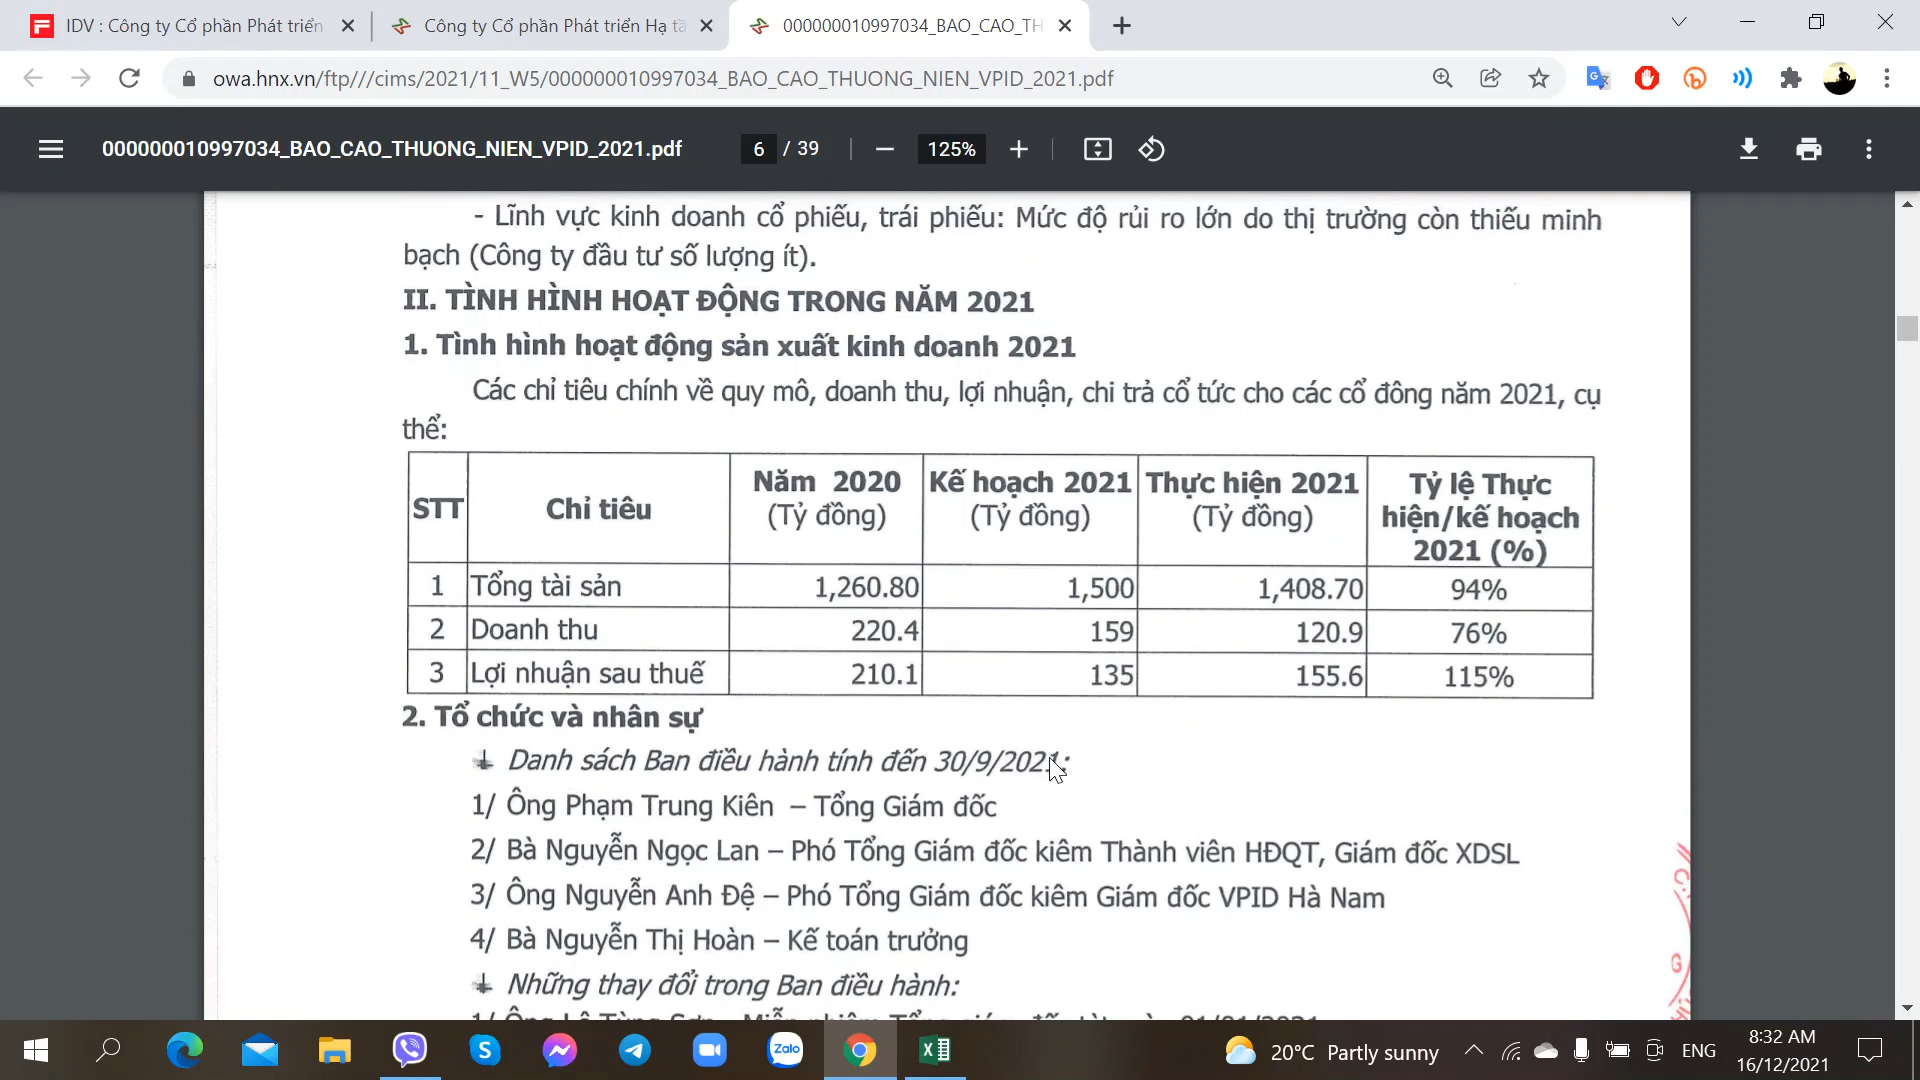 IDV : Công ty Cổ phần Phát triển
Công ty Cổ phần Phát triển Hạ tầ
000000010997034_BAO_CAO_TH
owa.hnx.vn/ftp///cims/2021/11_W5/000000010997034_BAO_CAO_THUONG_NIEN_VPID_2021.pdf
000000010997034_BAO_CAO_THUONG_NIEN_VPID_2021.pdf 6 / 39 125%
- Lĩnh vực kinh doanh cổ phiếu, trái phiếu: Mức độ rủi ro lớn do thị trường còn thiếu minh
bạch (Công ty đầu tư số lượng ít).
II. TÌNH HÌNH HOẠT ĐỘNG TRONG NĂM 2021
1. Tình hình hoạt động sản xuất kinh doanh 2021
Các chỉ tiêu chính về quy mô, doanh thu, lợi nhuận, chi trả cổ tức cho các cổ đông năm 2021, cụ
thể:
STT Chỉ tiêu Năm 2020 (Tỷ đồng) Kế hoạch 2021 (Tỷ đồng) Thực hiện 2021 (Tỷ đồng) Tỷ lệ Thực hiện/kế hoạch 2021 (%)
1 Tổng tài sản 1,260.80 1,500 1,408.70 94%
2 Doanh thu 220.4 159 120.9 76%
3 Lợi nhuận sau thuế 210.1 135 155.6 115%
2. Tổ chức và nhân sự
Danh sách Ban điều hành tính đến 30/9/2021:
1/ Ông Phạm Trung Kiên – Tổng Giám đốc
2/ Bà Nguyễn Ngọc Lan – Phó Tổng Giám đốc kiêm Thành viên HĐQT, Giám đốc XDSL
3/ Ông Nguyễn Anh Đệ – Phó Tổng Giám đốc kiêm Giám đốc VPID Hà Nam
4/ Bà Nguyễn Thị Hoàn – Kế toán trưởng
Những thay đổi trong Ban điều hành:
Zalo
20°C Partly sunny
ENG
8:32 AM
16/12/2021